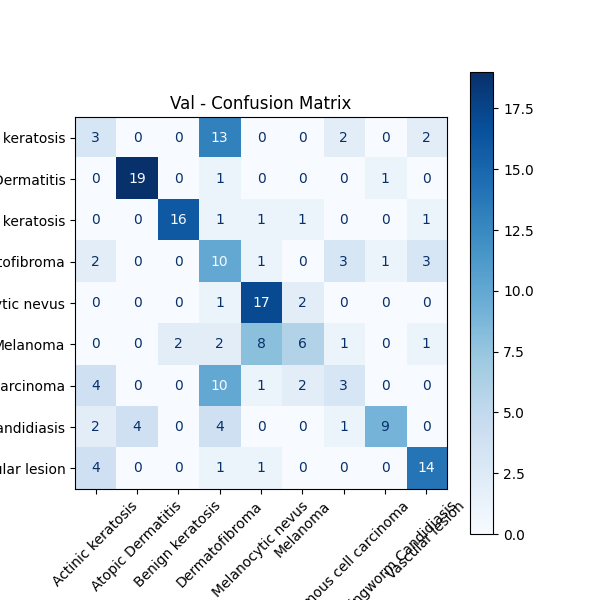 Val - Confusion Matrix
keratosis 3 0 0 13 0 0 2 0 2
Dermatitis 0 19 0 1 0 0 0 1 0
keratosis 0 0 16 1 1 1 0 0 1
tofibroma 2 0 0 10 1 0 3 1 3
ytic nevus 0 0 0 1 17 2 0 0 0
Melanoma 0 0 2 2 8 6 1 0 1
arcinoma 4 0 0 10 1 2 3 0 0
andidiasis 2 4 0 4 0 0 1 9 0
ular lesion 4 0 0 1 1 0 0 0 14
Actinic keratosis
Atopic Dermatitis
Benign keratosis
Dermatofibroma
Melanocytic nevus
Melanoma
mous cell carcinoma
ngworm Candidiasis
Vascular lesion
17.5
15.0
12.5
10.0
7.5
5.0
2.5
0.0